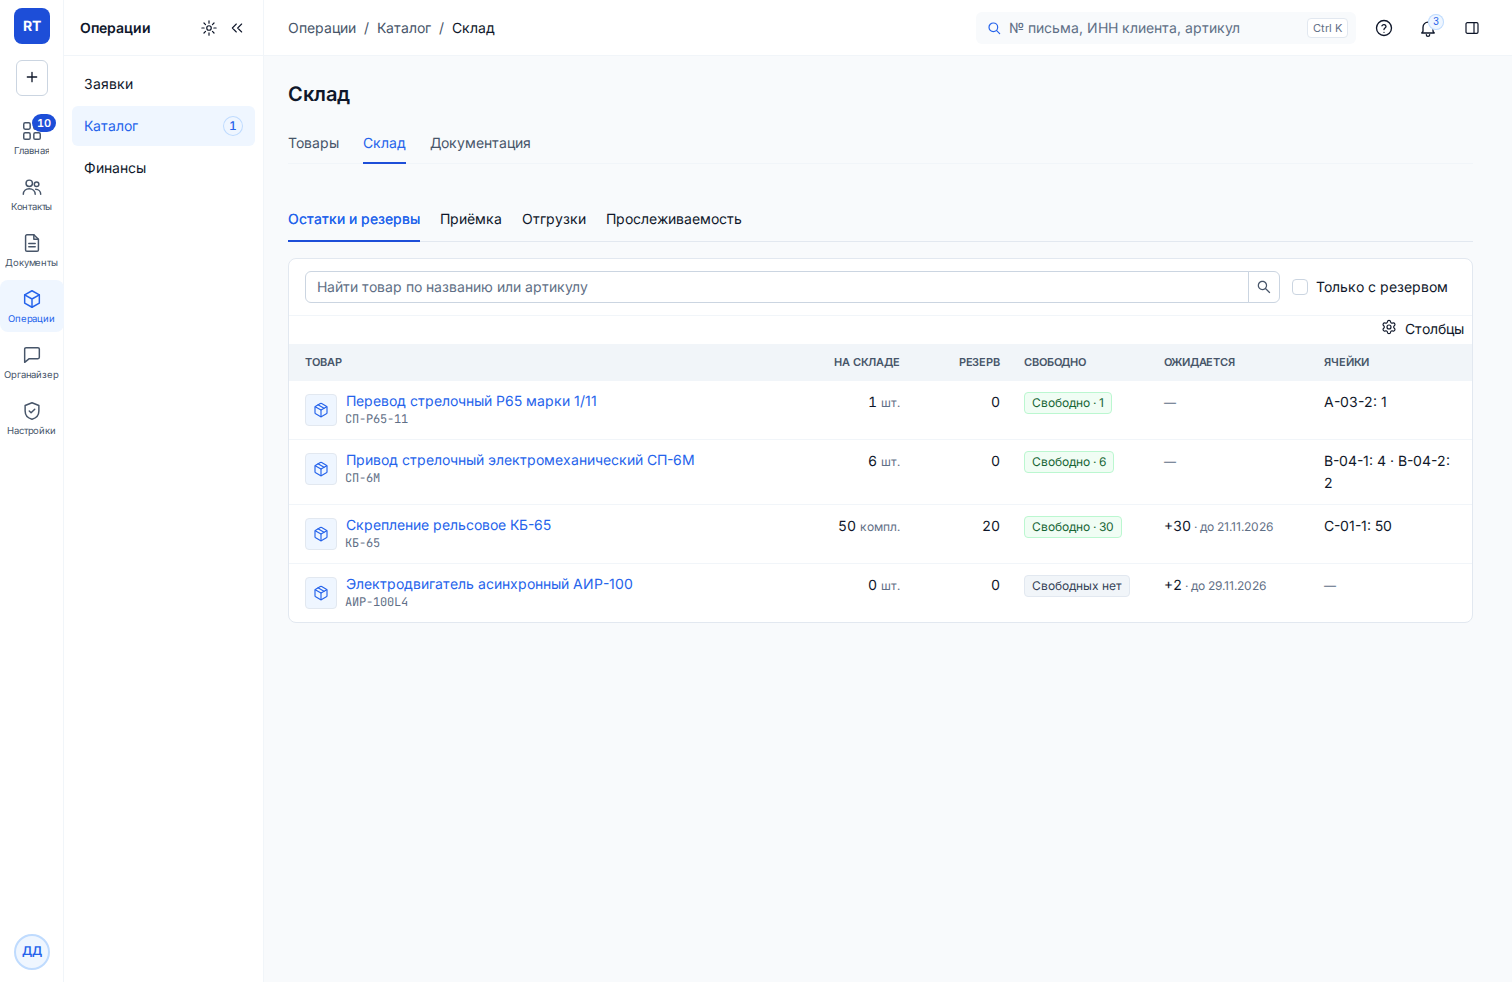 RT
Операции
Операции / Каталог / Склад
№ письма, ИНН клиента, артикул
Ctrl K
3
10
Главная
Контакты
Документы
Операции
Органайзер
Настройки
ДД
Заявки
Каталог 1
Финансы
Склад
Товары Склад Документация
Остатки и резервы Приёмка Отгрузки Прослеживаемость
Найти товар по названию или артикулу
Только с резервом
Столбцы
ТОВАР НА СКЛАДЕ РЕЗЕРВ СВОБОДНО ОЖИДАЕТСЯ ЯЧЕЙКИ
Перевод стрелочный Р65 марки 1/11 1 шт. 0 Свободно · 1 — A-03-2: 1
СП-Р65-11
Привод стрелочный электромеханический СП-6М 6 шт. 0 Свободно · 6 — B-04-1: 4 · B-04-2:
2
СП-6М
Скрепление рельсовое КБ-65 50 компл. 20 Свободно · 30 +30 · до 21.11.2026 C-01-1: 50
КБ-65
Электродвигатель асинхронный АИР-100 0 шт. 0 Свободных нет +2 · до 29.11.2026 —
АИР-100L4